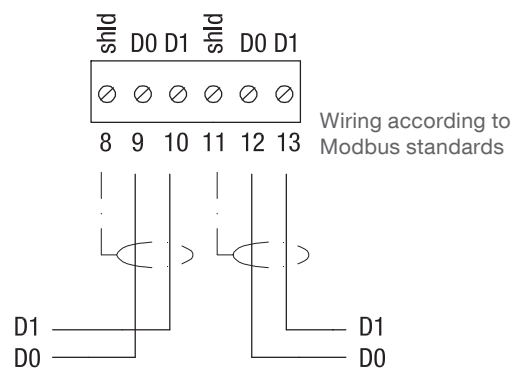 shld D0 D1 shld D0 D1
8 9 10 11 12 13
Wiring according to
Modbus standards
D1 D1
D0 D0